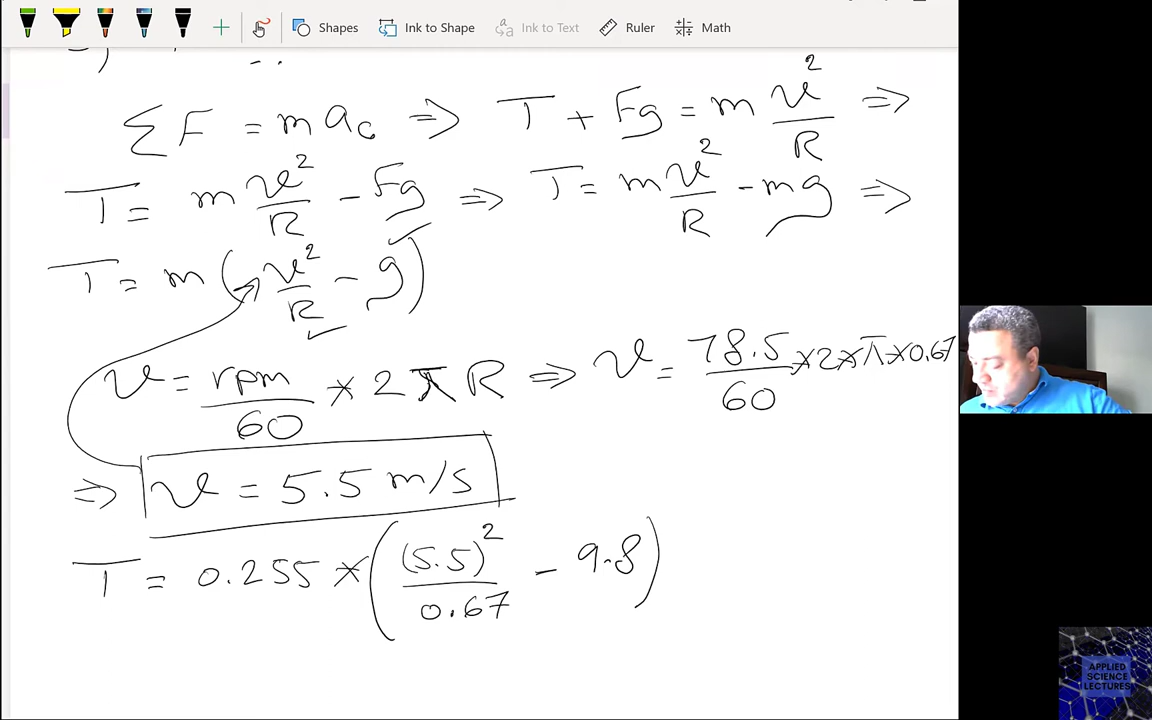 Shapes Ink to Shape Ink to Text Ruler Math
ΣF = m a_c ⇒ T + Fg = m v²/R ⇒
T = m v²/R − Fg ⇒ T = m v²/R − mg ⇒
T = m (v²/R − g)
v = rpm/60 × 2πR ⇒ v = 78.5/60 × 2 × π × 0.67
⇒ v = 5.5 m/s
T = 0.255 × ((5.5)²/0.67 − 9.8)
APPLIED
SCIENCE
LECTURES